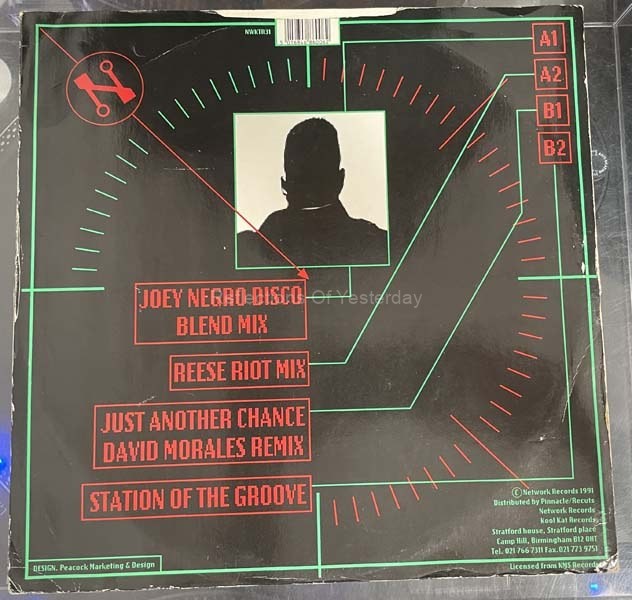 NWKTR31
A1
A2
B1
B2
JOEY NEGRO DISCO
BLEND MIX
Reflections Of Yesterday
REESE RIOT MIX
JUST ANOTHER CHANCE
DAVID MORALES REMIX
STATION OF THE GROOVE
Ⓒ Network Records 1991
Distributed by Pinnacle/Recuts
Network Records
Kool Kat Records
Stratford house, Stratford place
Camp Hill, Birmingham B12 0HT
Tel. 021 766 7311 Fax. 021 773 9751
Licensed from KMS Records
DESIGN. Peacock Marketing & Design